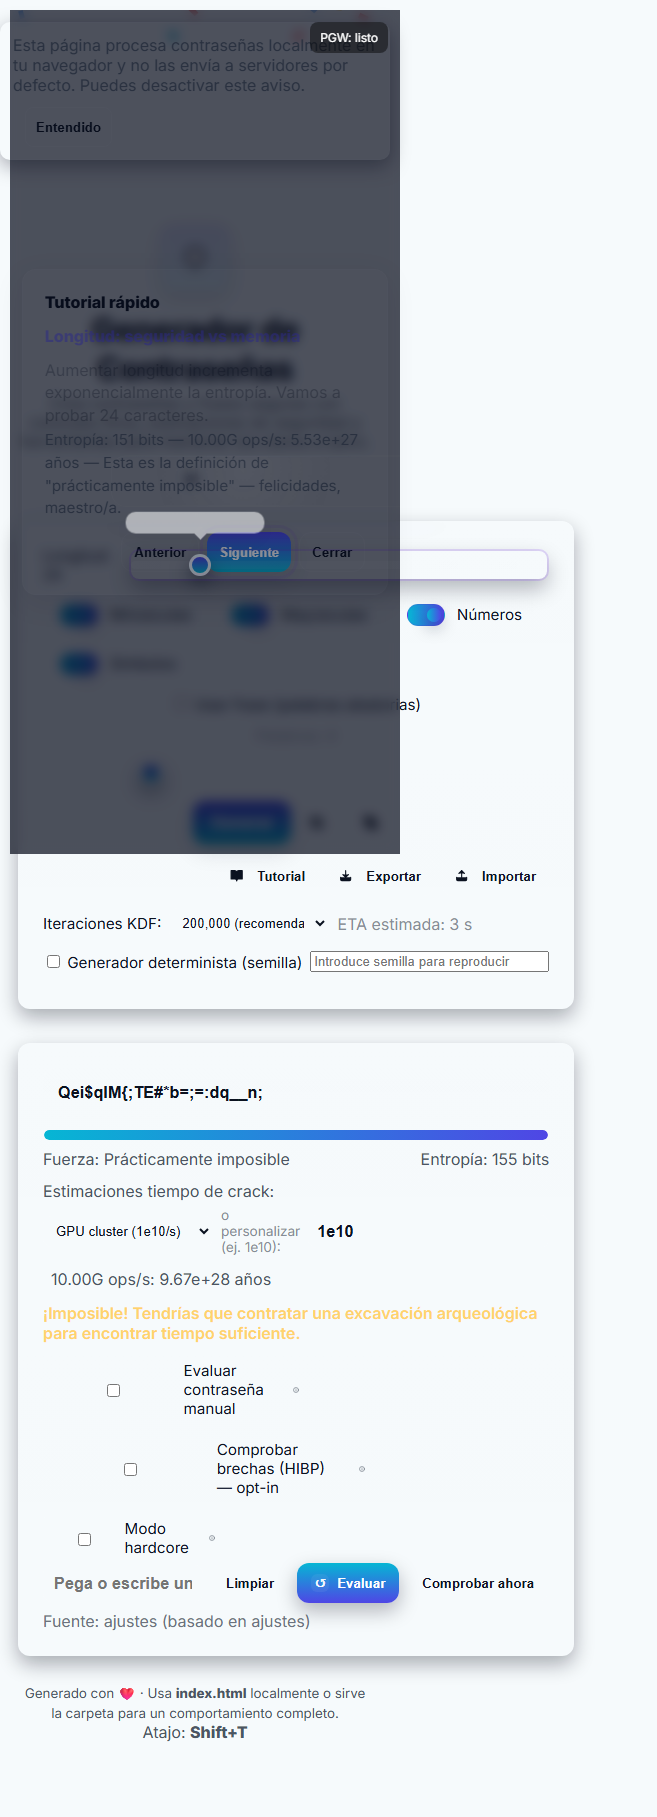 PGW: listo
Esta página procesa contraseñas localmente en
tu navegador y no las envía a servidores por
defecto. Puedes desactivar este aviso.
Entendido
Tutorial rápido
Generador de
Contraseñas
Aumentar longitud incrementa
exponencialmente la entropía. Vamos a
probar 24 caracteres.
Entropía: 151 bits — 10.00G ops/s: 5.53e+27
años — Esta es la definición de
"prácticamente imposible" — felicidades,
maestro/a.
Anterior Siguiente Cerrar
Números
Tutorial Exportar Importar
Iteraciones KDF: 200,000 (recomenda ETA estimada: 3 s
Generador determinista (semilla) Introduce semilla para reproducir
Qei$qIM{;TE#*b=;=:dq__n;
Fuerza: Prácticamente imposible Entropía: 155 bits
Estimaciones tiempo de crack:
GPU cluster (1e10/s) o personalizar (ej. 1e10): 1e10
10.00G ops/s: 9.67e+28 años
¡Imposible! Tendrías que contratar una excavación arqueológica
para encontrar tiempo suficiente.
Evaluar
contraseña
manual
Comprobar
brechas (HIBP)
— opt-in
Modo
hardcore
Pega o escribe un Limpiar Evaluar Comprobar ahora
Fuente: ajustes (basado en ajustes)
Generado con 💖 · Usa index.html localmente o sirve
la carpeta para un comportamiento completo.
Atajo: Shift+T